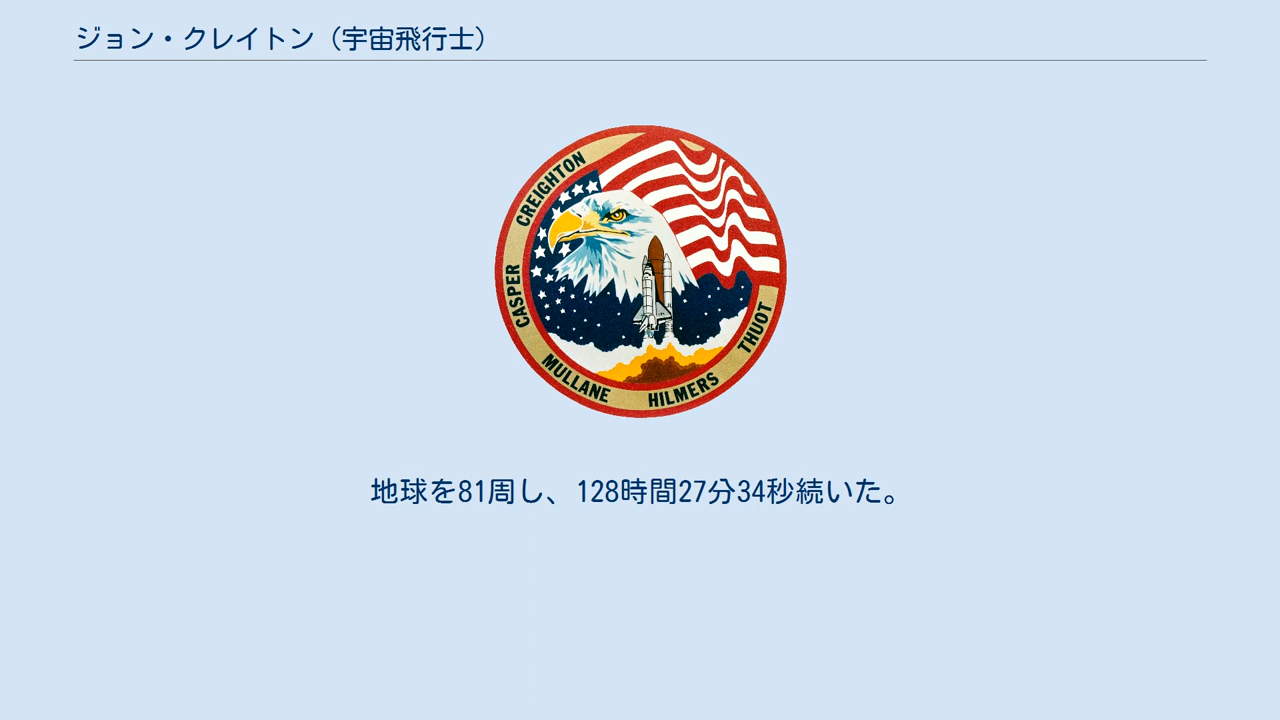 ジョン・クレイトン（宇宙飛行士）
CREIGHTON
CASPER
MULLANE
HILMERS
THUOT
地球を81周し、128時間27分34秒続いた。